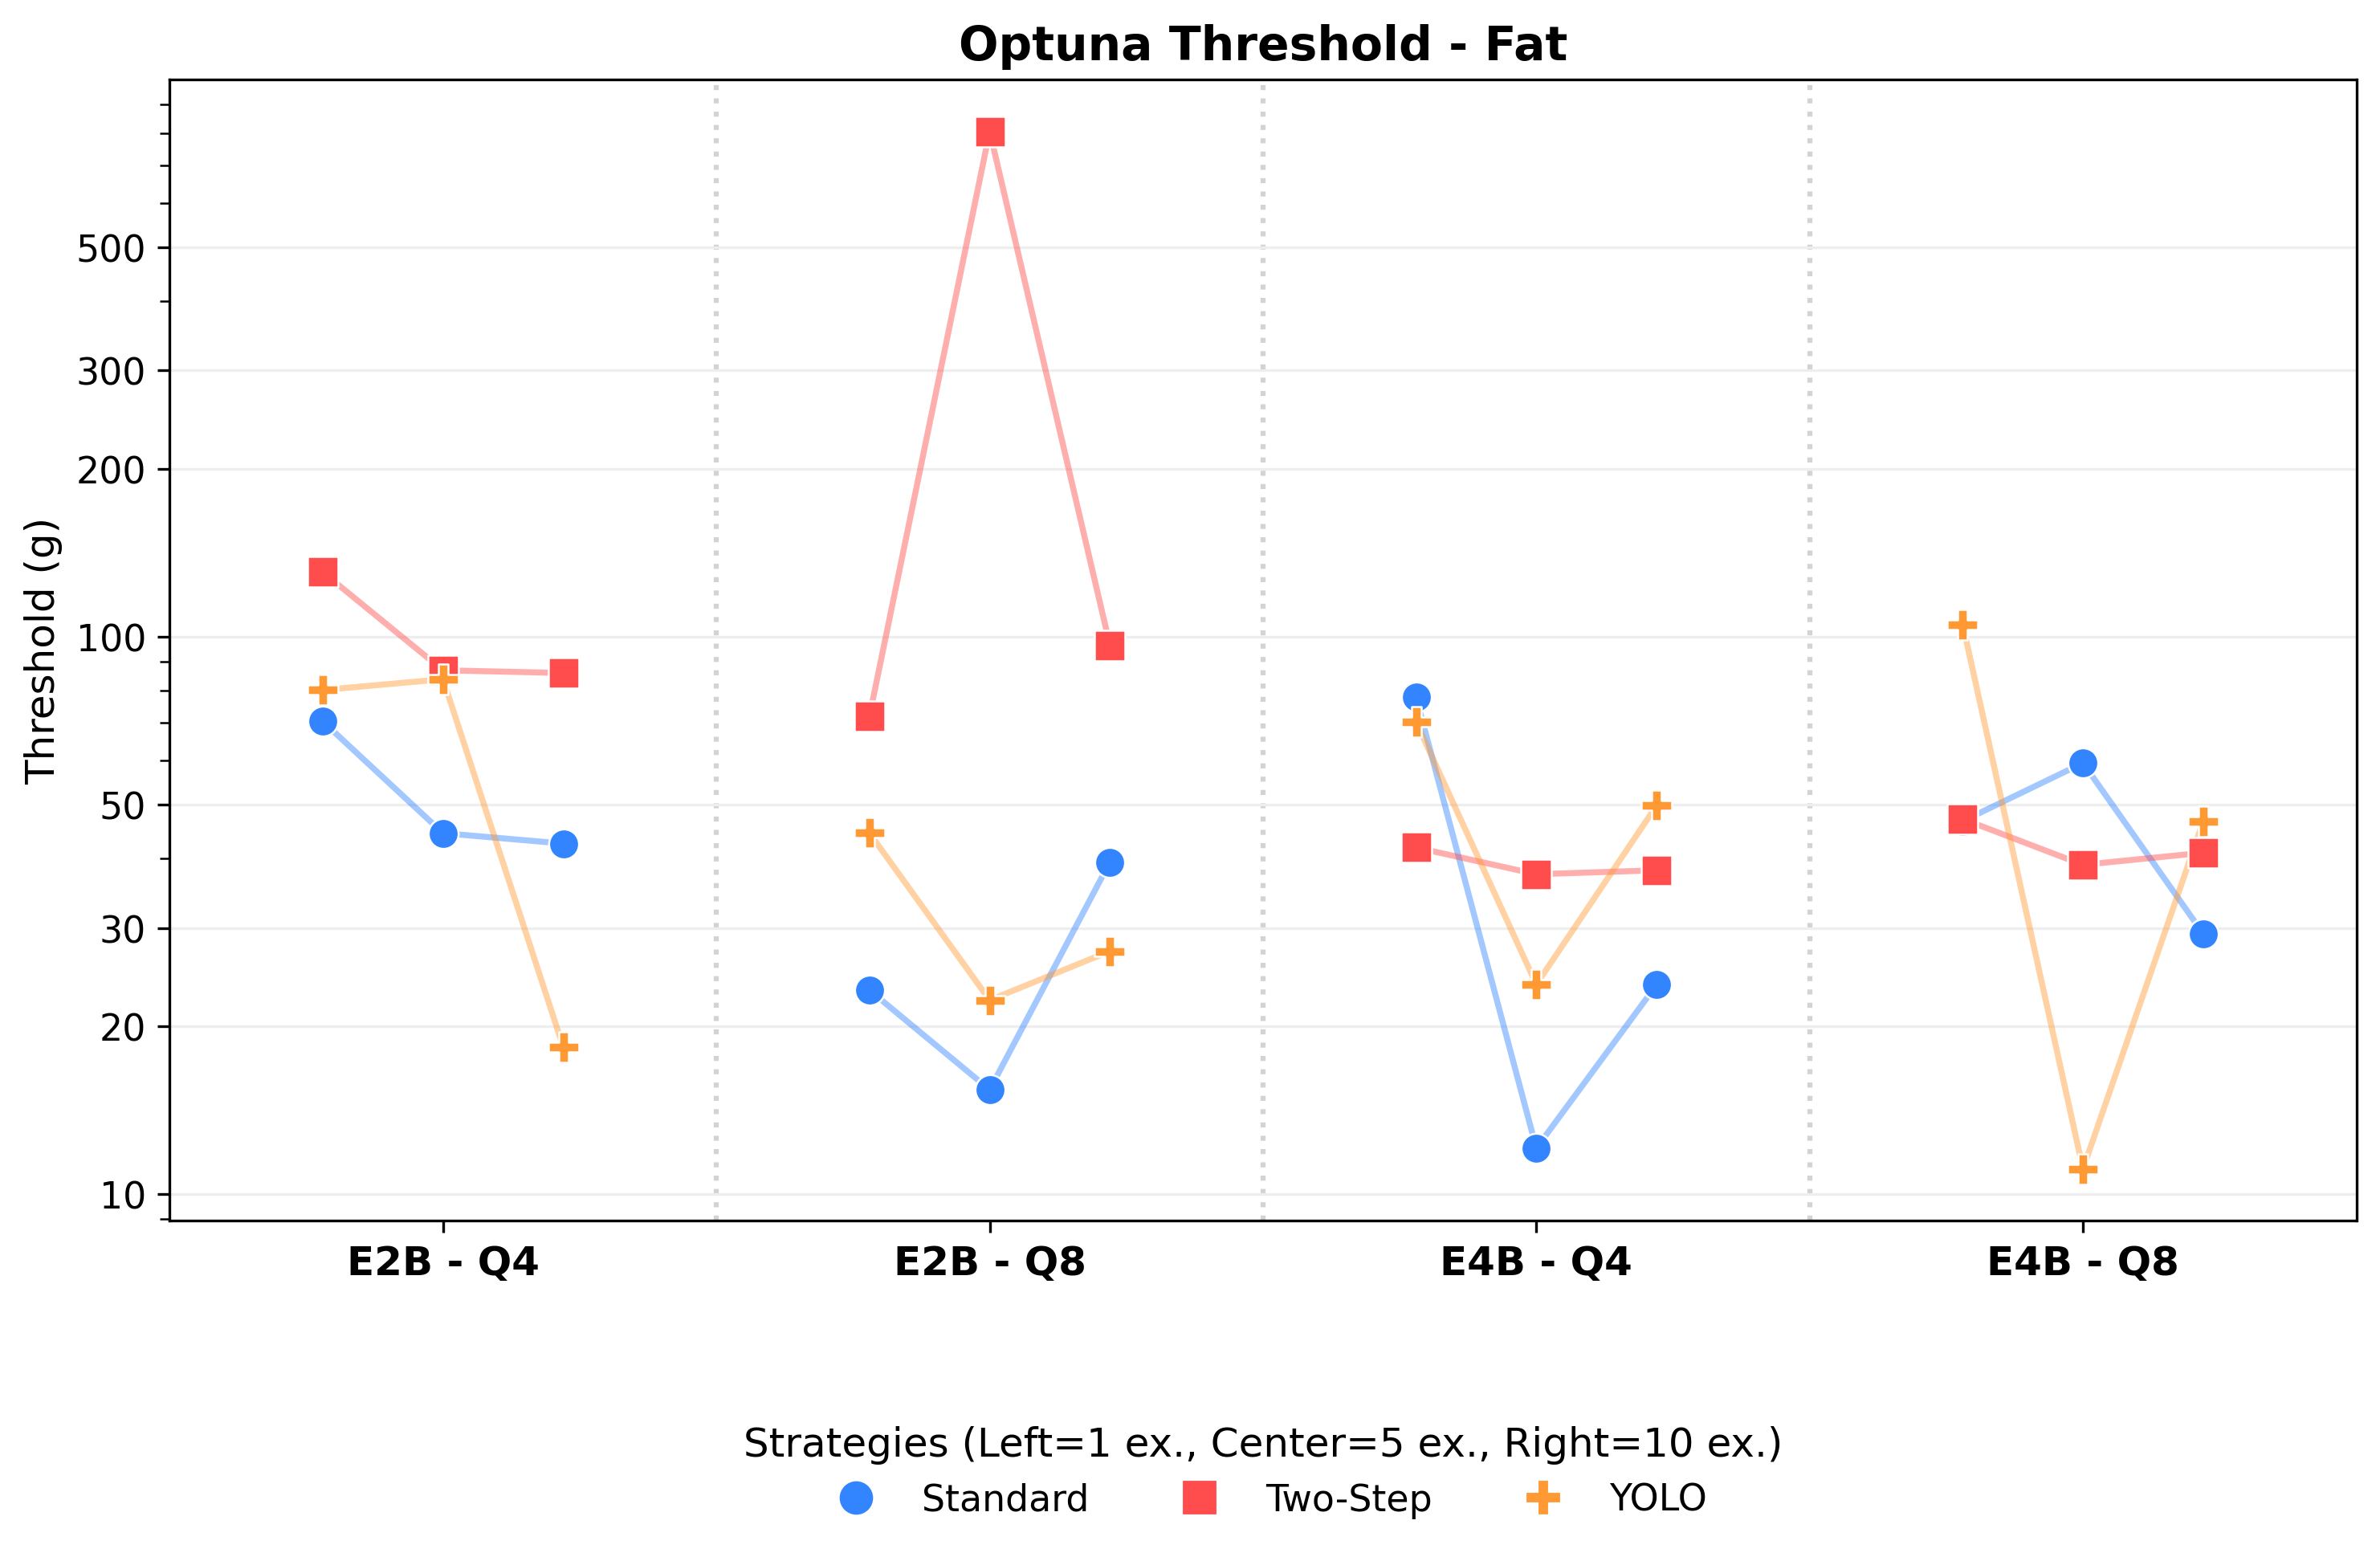 Optuna Threshold - Fat
Threshold (g)
500
300
200
100
50
30
20
10
E2B - Q4
E2B - Q8
E4B - Q4
E4B - Q8
Strategies (Left=1 ex., Center=5 ex., Right=10 ex.)
Standard
Two-Step
YOLO